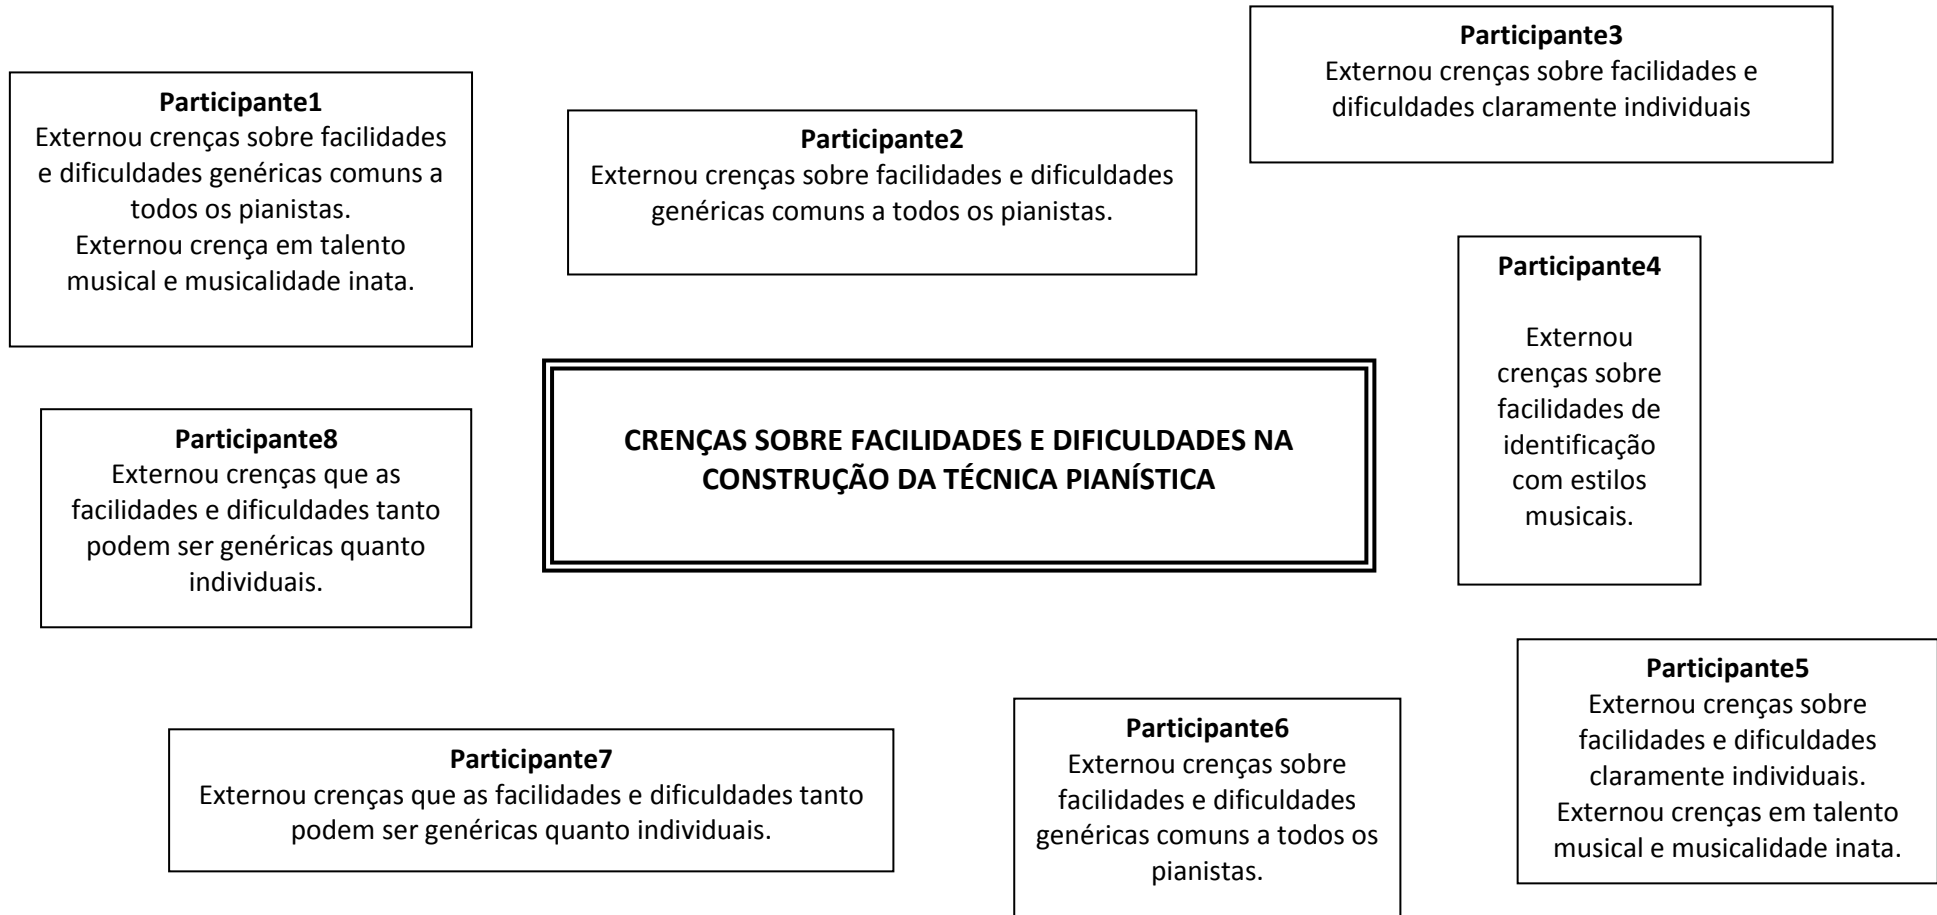 Participante1
Externou crenças sobre facilidades
e dificuldades genéricas comuns a
todos os pianistas.
Externou crença em talento
musical e musicalidade inata.
Participante2
Externou crenças sobre facilidades e dificuldades
genéricas comuns a todos os pianistas.
Participante3
Externou crenças sobre facilidades e
dificuldades claramente individuais
Participante4
Externou
crenças sobre
facilidades de
identificação
com estilos
musicais.
CRENÇAS SOBRE FACILIDADES E DIFICULDADES NA
CONSTRUÇÃO DA TÉCNICA PIANÍSTICA
Participante8
Externou crenças que as
facilidades e dificuldades tanto
podem ser genéricas quanto
individuais.
Participante7
Externou crenças que as facilidades e dificuldades tanto
podem ser genéricas quanto individuais.
Participante6
Externou crenças sobre
facilidades e dificuldades
genéricas comuns a todos os
pianistas.
Participante5
Externou crenças sobre
facilidades e dificuldades
claramente individuais.
Externou crenças em talento
musical e musicalidade inata.